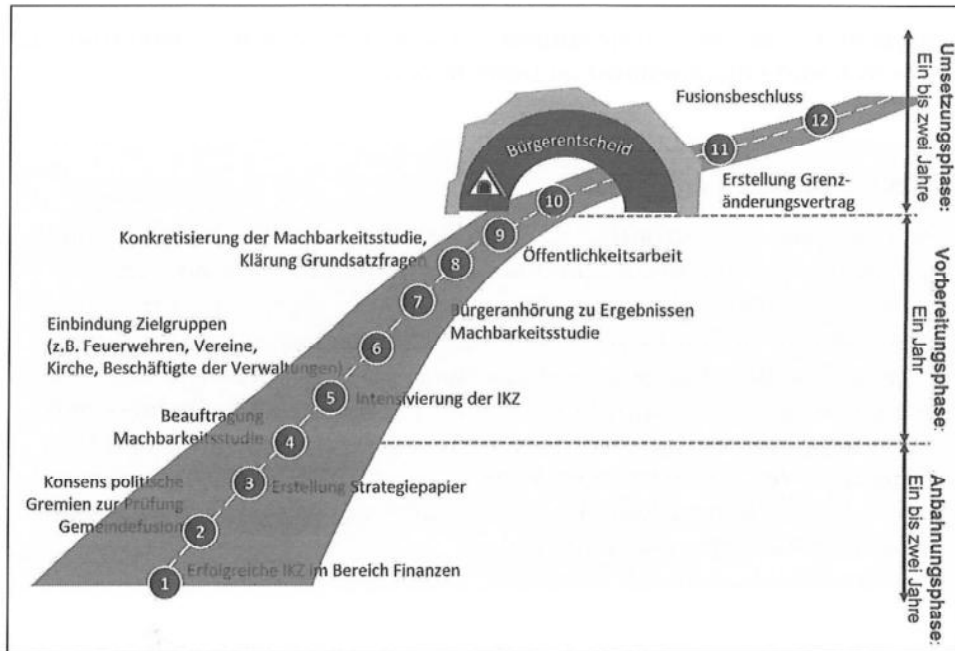 Fusionsbeschluss
12
11
Bürgerentscheid
Erstellung Grenz-
änderungsvertrag
10
9
Konkretisierung der Machbarkeitsstudie,
Klärung Grundsatzfragen
8
Öffentlichkeitsarbeit
7
Bürgeranhörung zu Ergebnissen
Machbarkeitsstudie
Einbindung Zielgruppen
(z.B. Feuerwehren, Vereine,
Kirche, Beschäftigte der Verwaltungen)
6
5
Intensivierung der IKZ
Beauftragung
Machbarkeitsstudie
4
Konsens politische
Gremien zur Prüfung
Gemeindefusion
3
Erstellung Strategiepapier
2
1
Erfolgreiche IKZ im Bereich Finanzen
Umsetzungsphase:
Ein bis zwei Jahre
Vorbereitungsphase:
Ein Jahr
Anbahnungsphase:
Ein bis zwei Jahre